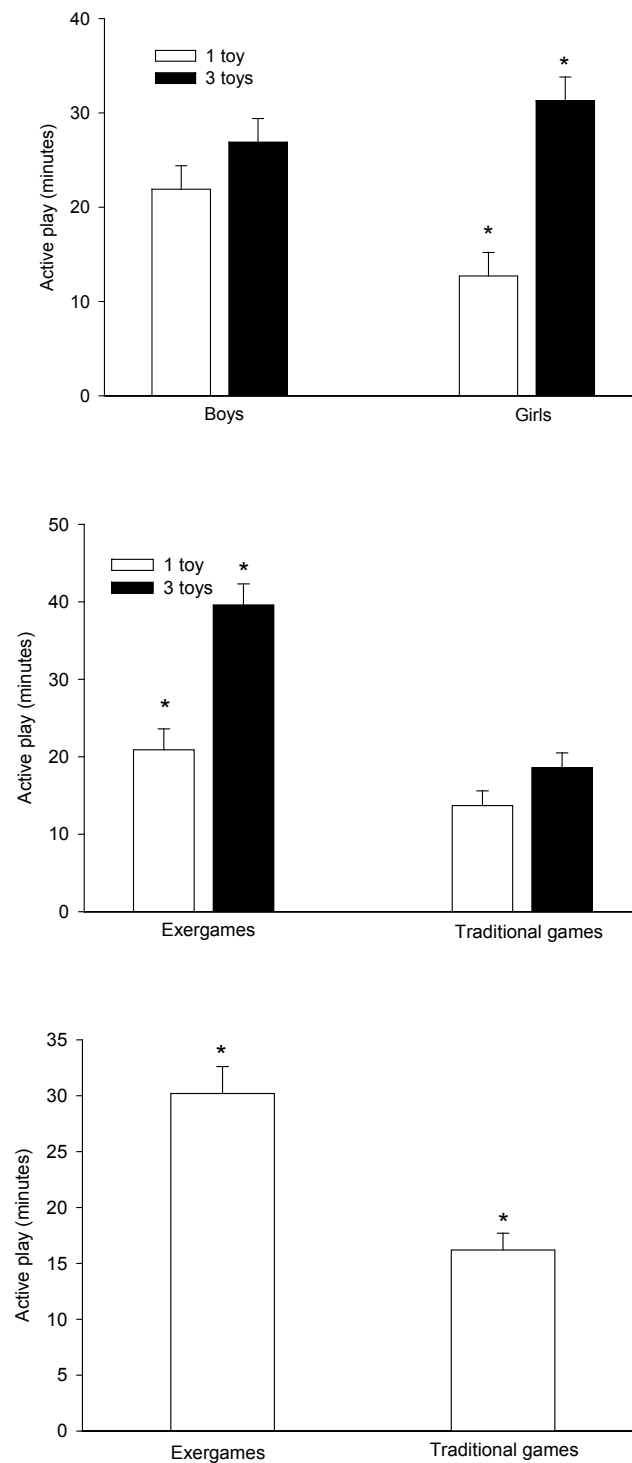 40
1 toy
3 toys
*
30
*
20
10
0
Active play (minutes)
Boys
Girls
50
1 toy
3 toys
*
40
30
*
20
10
0
Active play (minutes)
Exergames
Traditional games
35
*
30
25
20
*
15
10
5
0
Active play (minutes)
Exergames
Traditional games